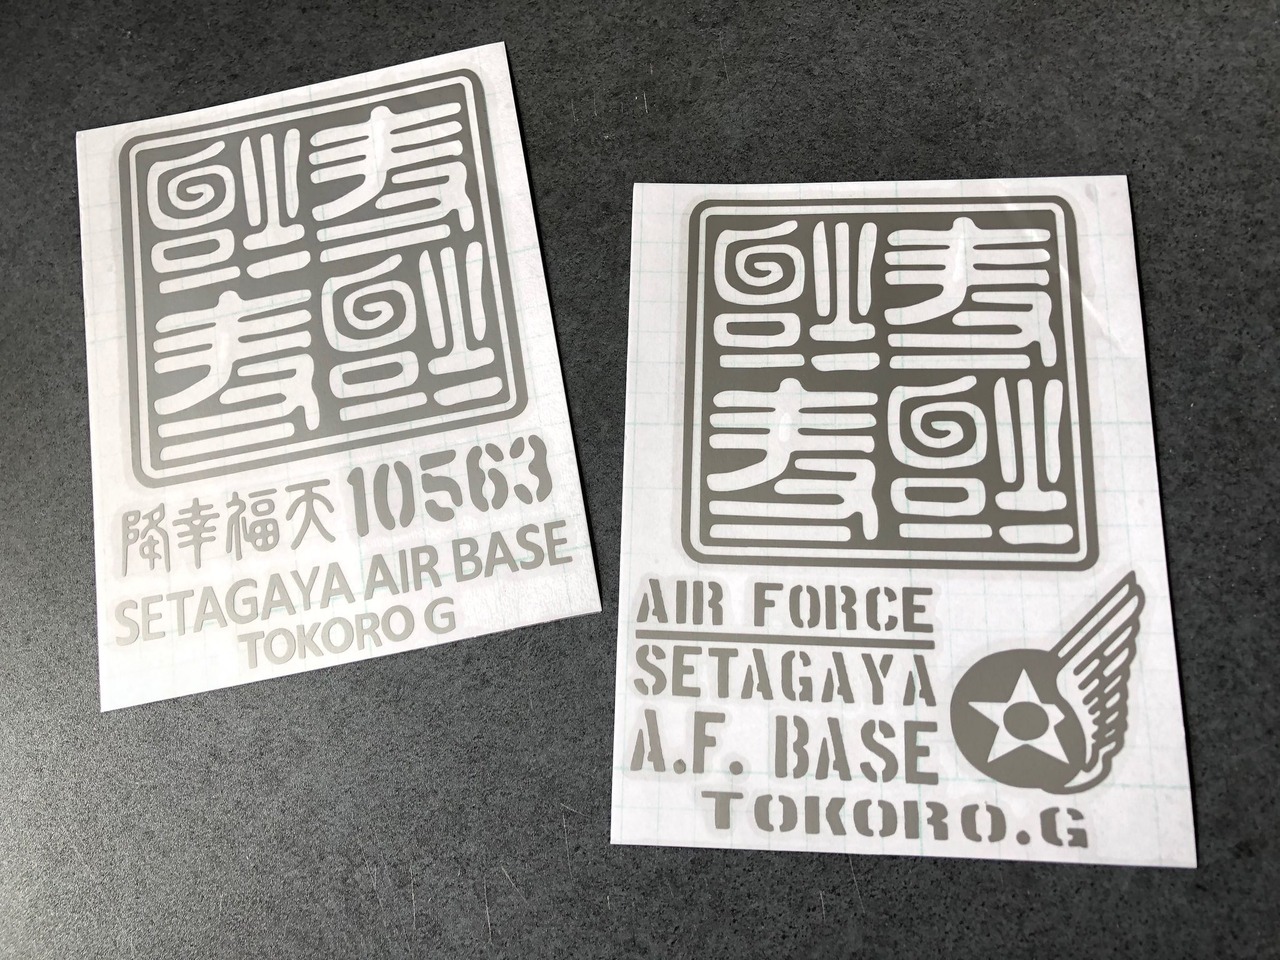 降幸福天 10563
SETAGAYA AIR BASE
TOKORO G
AIR FORCE
SETAGAYA
A.F. BASE
TOKORO.G